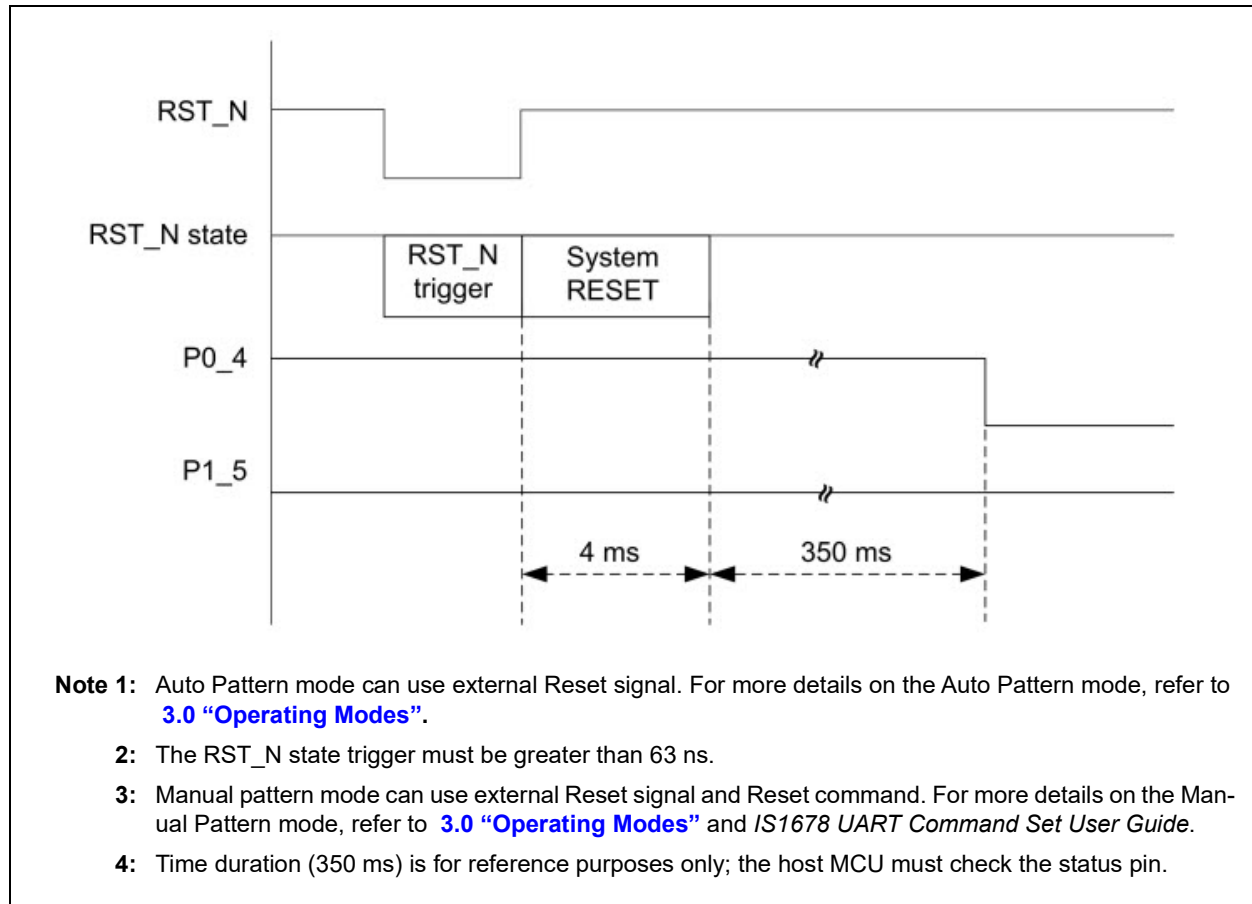 RST_N
RST_N state
RST_N
trigger
System
RESET
P0_4
P1_5
4 ms
350 ms
Note 1: Auto Pattern mode can use external Reset signal. For more details on the Auto Pattern mode, refer to
3.0 “Operating Modes”.
2: The RST_N state trigger must be greater than 63 ns.
3: Manual pattern mode can use external Reset signal and Reset command. For more details on the Man-
ual Pattern mode, refer to 3.0 “Operating Modes” and IS1678 UART Command Set User Guide.
4: Time duration (350 ms) is for reference purposes only; the host MCU must check the status pin.